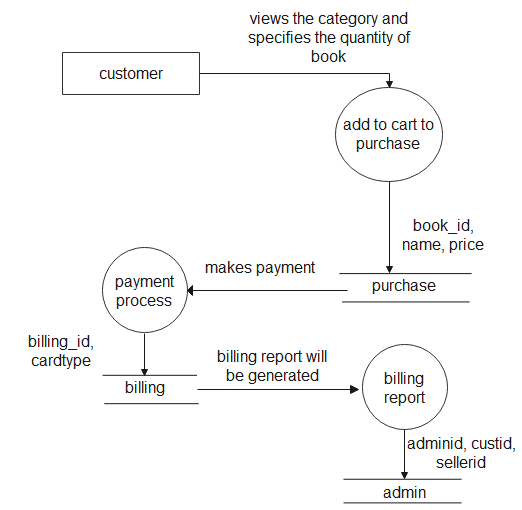 views the category and
specifies the quantity of
book
customer
add to cart to
purchase
book_id,
name, price
makes payment
purchase
payment
process
billing_id,
cardtype
billing report will
be generated
billing
billing
report
adminid, custid,
sellerid
admin